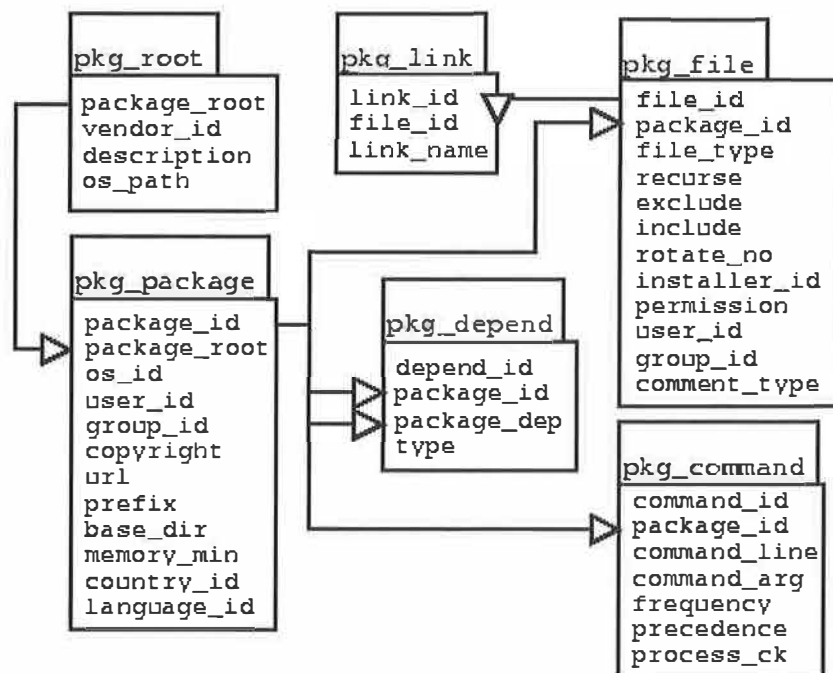 pkg_root
package_root
vendor_id
description
os_path
pkg_link
link_id
file_id
link_name
pkg_file
file_id
package_id
file_type
recurse
exclude
include
rotate_no
installer_id
permission
user_id
group_id
comment_type
pkg_package
package_id
package_root
os_id
user_id
group_id
copyright
url
prefix
base_dir
memory_min
country_id
language_id
pkg_depend
depend_id
package_id
package_dep
type
pkg_command
command_id
package_id
command_line
command_arg
frequency
precedence
process_ck